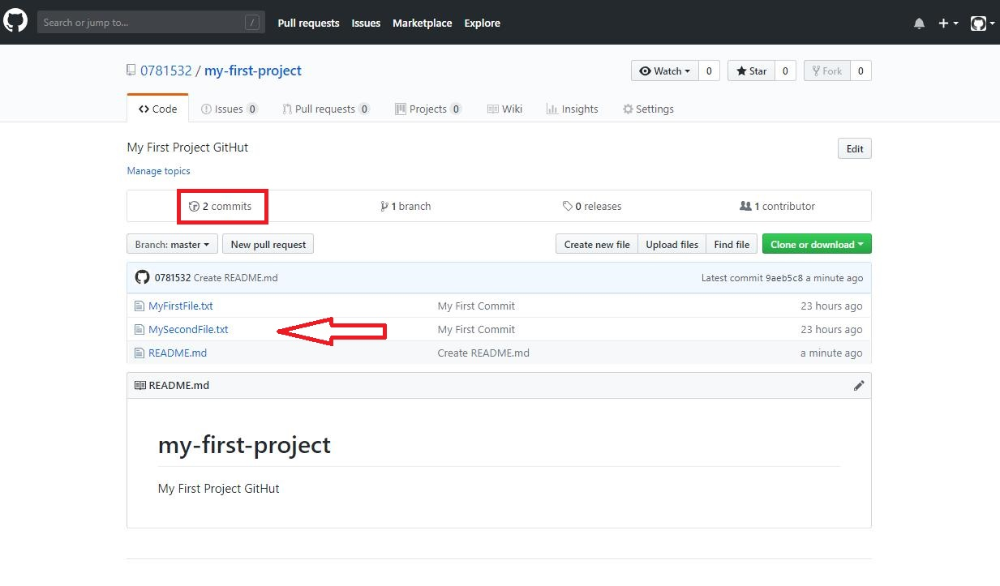 Search or jump to... / Pull requests Issues Marketplace Explore
0781532 / my-first-project Watch 0 Star 0 Fork 0
Code Issues 0 Pull requests 0 Projects 0 Wiki Insights Settings
My First Project GitHut Edit
Manage topics
2 commits 1 branch 0 releases 1 contributor
Branch: master New pull request Create new file Upload files Find file Clone or download
0781532 Create README.md Latest commit 9aeb5c8 a minute ago
MyFirstFile.txt My First Commit 23 hours ago
MySecondFile.txt My First Commit 23 hours ago
README.md Create README.md a minute ago
README.md
my-first-project
My First Project GitHut